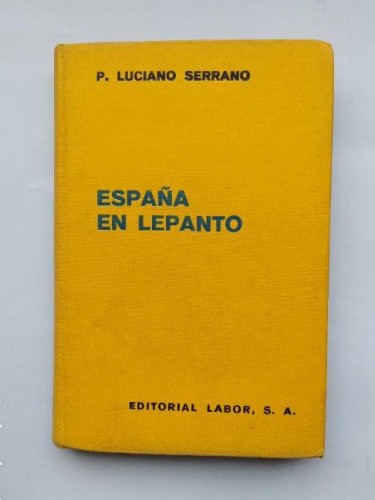 P. LUCIANO SERRANO
ESPAÑA
EN LEPANTO
EDITORIAL LABOR, S. A.